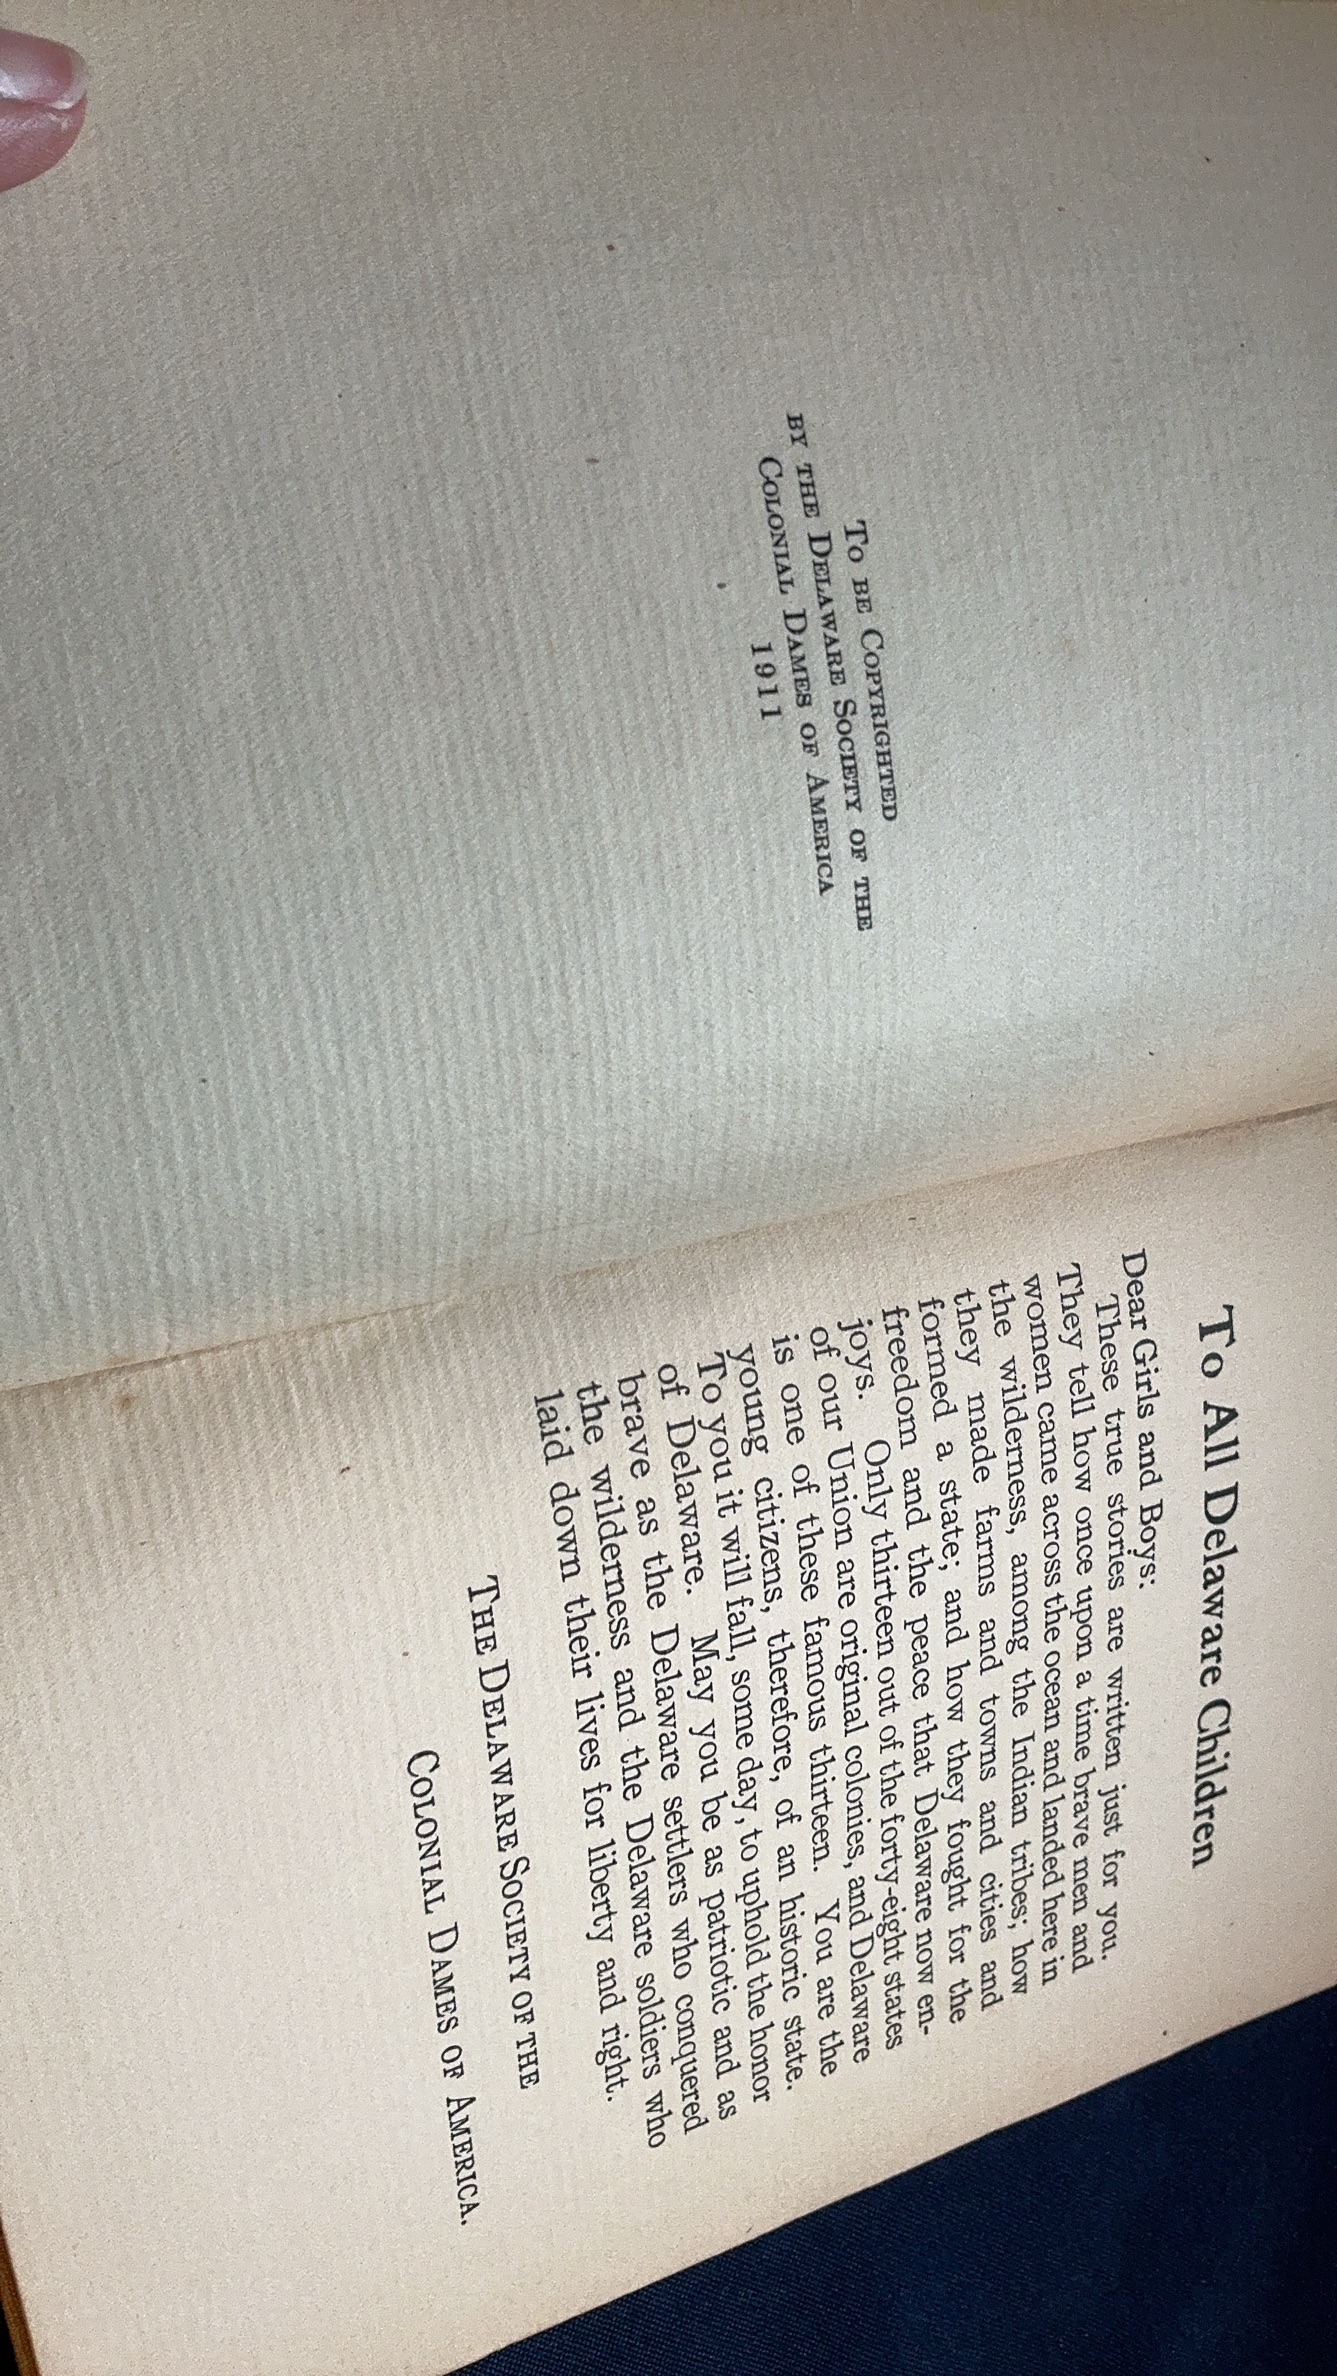 To be Copyrighted
by the Delaware Society of the
Colonial Dames of America
1911
To All Delaware Children
Dear Girls and Boys:
These true stories are written just for you.
They tell how once upon a time brave men and
women came across the ocean and landed here in
the wilderness, among the Indian tribes; how
they made farms and towns and cities and
formed a state; and how they fought for the
freedom and the peace that Delaware now en-
joys. Only thirteen out of the forty-eight states
of our Union are original colonies, and Delaware
is one of these famous thirteen. You are the
young citizens, therefore, of an historic state.
To you it will fall, some day, to uphold the honor
of Delaware. May you be as patriotic and as
brave as the Delaware settlers who conquered
the wilderness and the Delaware soldiers who
laid down their lives for liberty and right.
The Delaware Society of the
Colonial Dames of America.